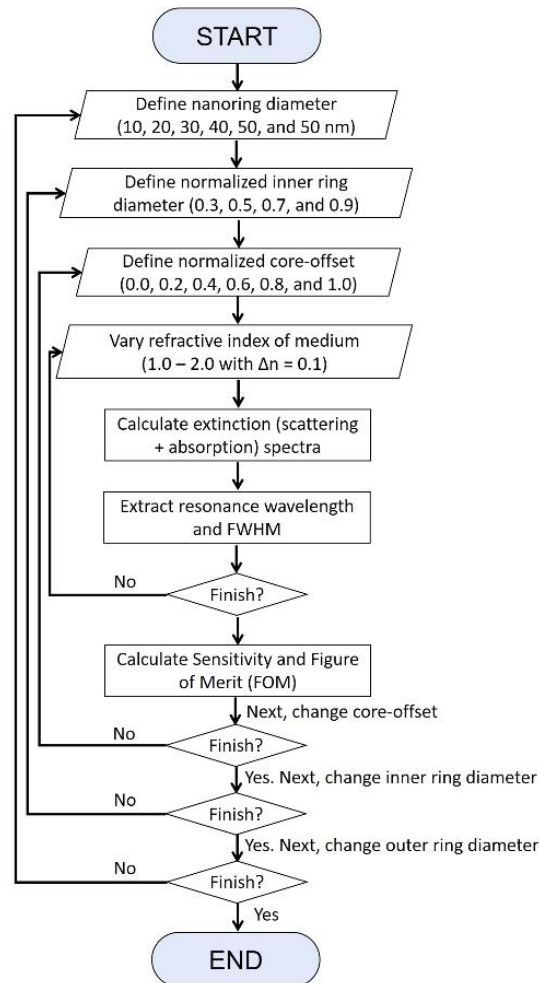 START
Define nanoring diameter
(10, 20, 30, 40, 50, and 50 nm)
Define normalized inner ring
diameter (0.3, 0.5, 0.7, and 0.9)
Define normalized core-offset
(0.0, 0.2, 0.4, 0.6, 0.8, and 1.0)
Vary refractive index of medium
(1.0 – 2.0 with Δn = 0.1)
Calculate extinction (scattering
+ absorption) spectra
Extract resonance wavelength
and FWHM
No
Finish?
Calculate Sensitivity and Figure
of Merit (FOM)
Next, change core-offset
No
Finish?
Yes. Next, change inner ring diameter
No
Finish?
Yes. Next, change outer ring diameter
No
Finish?
Yes
END